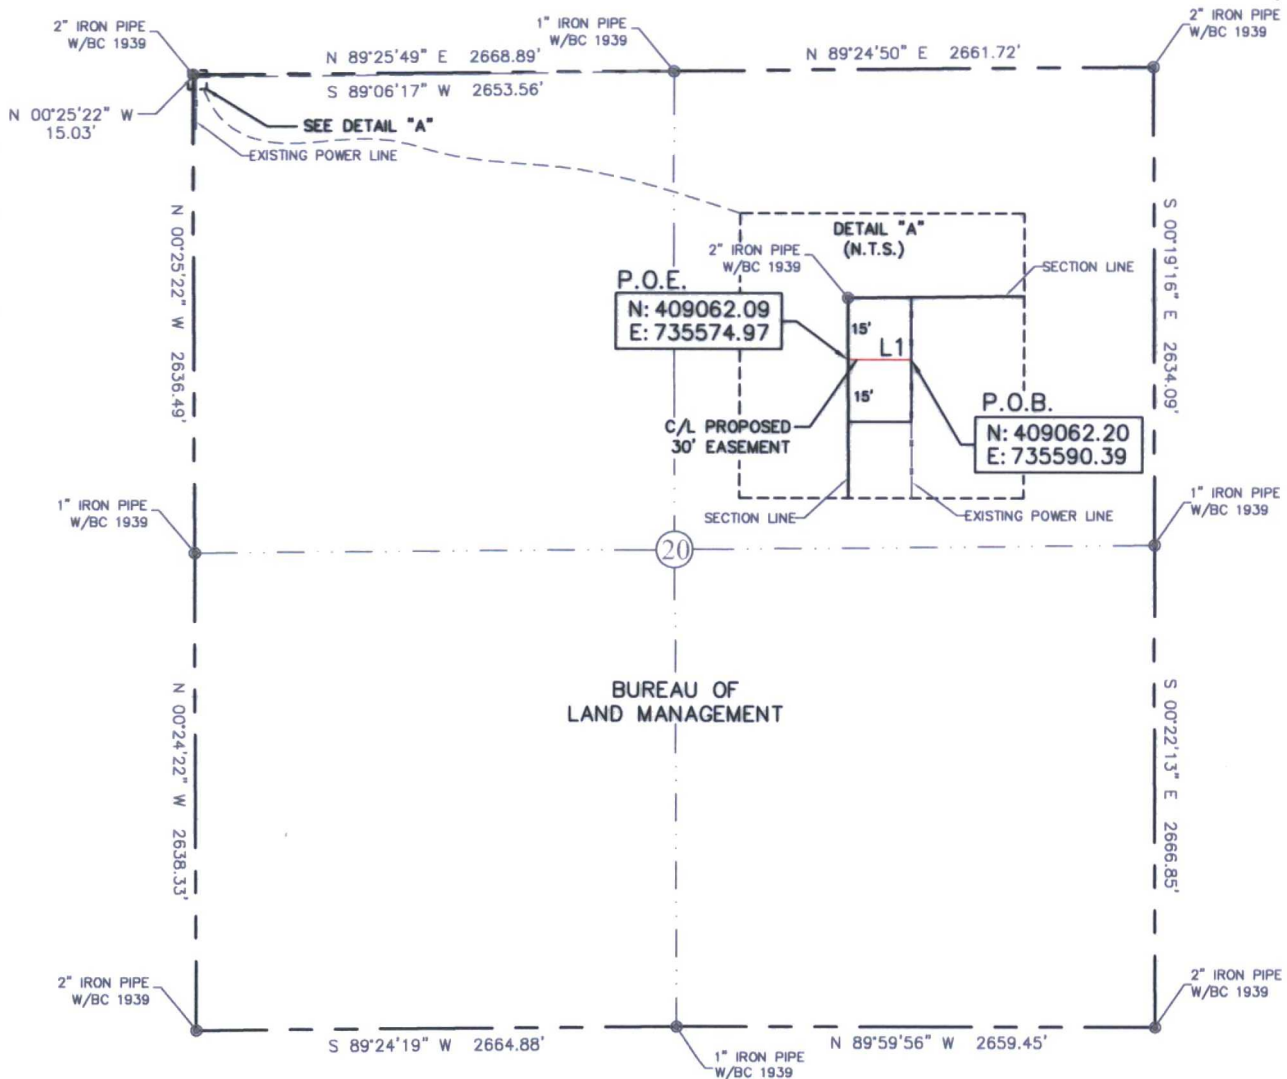 2" IRON PIPE
W/BC 1939
1" IRON PIPE
W/BC 1939
2" IRON PIPE
W/BC 1939
N 89°25'49" E 2668.89'
N 89°24'50" E 2661.72'
S 89°06'17" W 2653.56'
N 00°25'22" W
15.03'
SEE DETAIL "A"
EXISTING POWER LINE
N 00°25'22" W 2636.49'
S 00°19'16" E 2634.09'
DETAIL "A"
(N.T.S.)
2" IRON PIPE
W/BC 1939
SECTION LINE
P.O.E.
N: 409062.09
E: 735574.97
15'
L1
15'
P.O.B.
N: 409062.20
E: 735590.39
C/L PROPOSED
30' EASEMENT
SECTION LINE
EXISTING POWER LINE
1" IRON PIPE
W/BC 1939
1" IRON PIPE
W/BC 1939
20
BUREAU OF
LAND MANAGEMENT
N 00°24'22" W 2638.33'
S 00°22'13" E 2666.85'
2" IRON PIPE
W/BC 1939
2" IRON PIPE
W/BC 1939
S 89°24'19" W 2664.88'
1" IRON PIPE
W/BC 1939
N 89°59'56" W 2659.45'